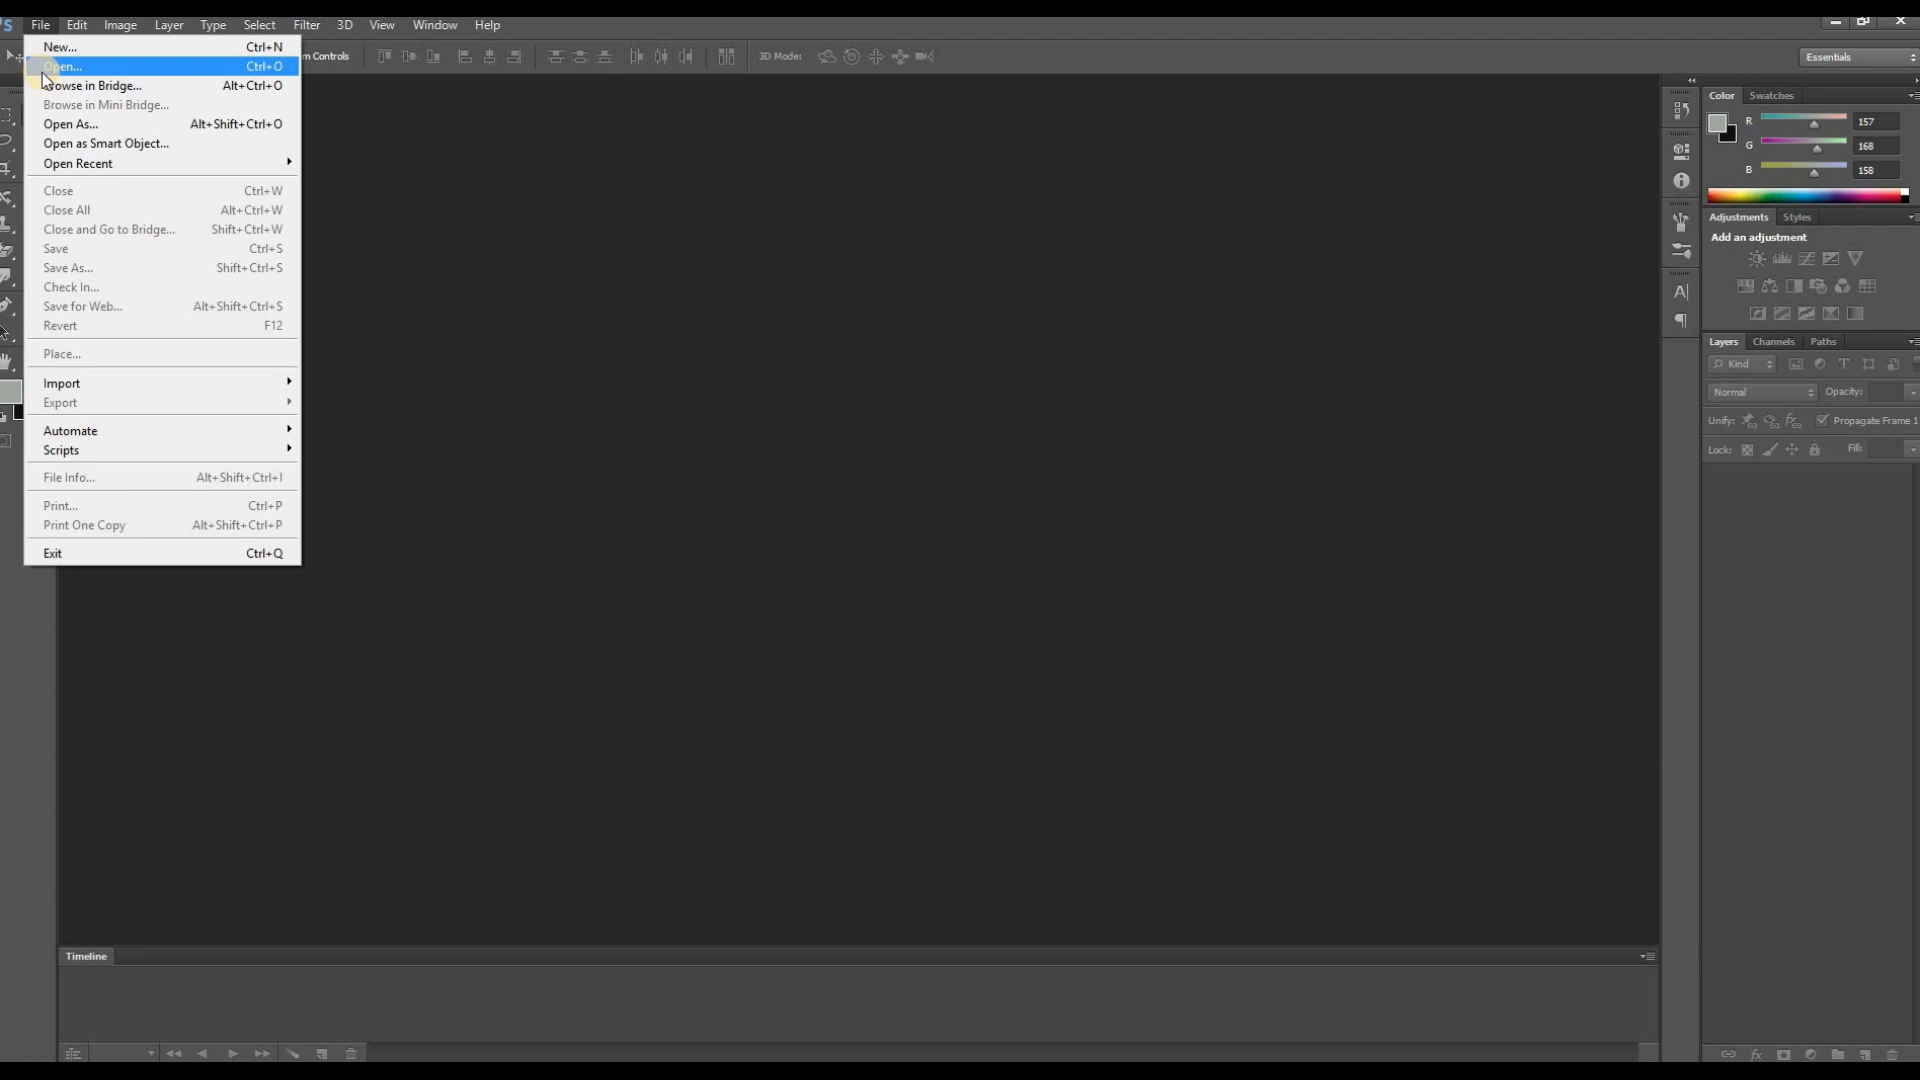 File Edit Image Layer Type Select Filter 3D View Window Help
New... Ctrl+N
Open... Ctrl+O
m Controls
3D Mode:
Essentials
Browse in Bridge... Alt+Ctrl+O
Browse in Mini Bridge...
Open As... Alt+Shift+Ctrl+O
Open as Smart Object...
Open Recent
Close Ctrl+W
Close All Alt+Ctrl+W
Close and Go to Bridge... Shift+Ctrl+W
Save Ctrl+S
Save As... Shift+Ctrl+S
Check In...
Save for Web... Alt+Shift+Ctrl+S
Revert F12
Place...
Import
Export
Automate
Scripts
File Info... Alt+Shift+Ctrl+I
Print... Ctrl+P
Print One Copy Alt+Shift+Ctrl+P
Exit Ctrl+Q
Color Swatches
R 157
G 168
B 158
Adjustments Styles
Add an adjustment
Layers Channels Paths
Kind
Normal Opacity:
Unify: Propagate Frame 1
Lock: Fill:
Timeline